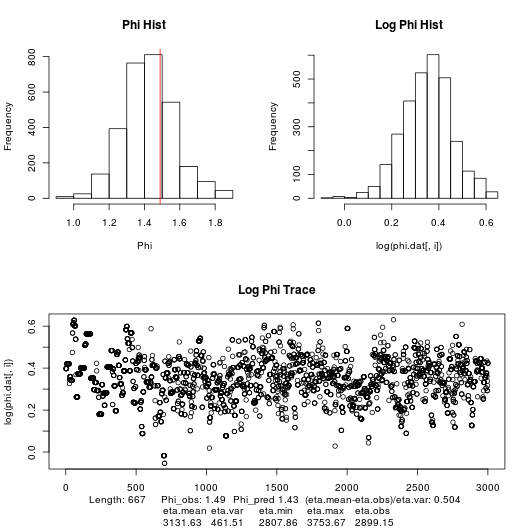 Phi Hist
Log Phi Hist
Frequency
800
600
400
200
0
1.0 1.2 1.4 1.6 1.8
Phi
Frequency
500
300
100
0
0.0 0.2 0.4 0.6
log(phi.dat[, i])
Log Phi Trace
log(phi.dat[, i])
0.6
0.4
0.2
0.0
0 500 1000 1500 2000 2500 3000
Length: 667 Phi_obs: 1.49 Phi_pred 1.43 (eta.mean-eta.obs)/eta.var: 0.504
eta.mean eta.var eta.min eta.max eta.obs
3131.63 461.51 2807.86 3753.67 2899.15